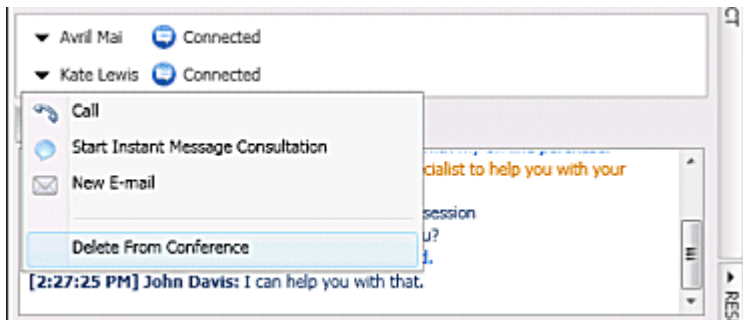 Avril Mai Connected
Kate Lewis Connected
Call
Start Instant Message Consultation
New E-mail
cialist to help you with your
session
u?
Delete From Conference
[2:27:25 PM] John Davis: I can help you with that.
CT
RES